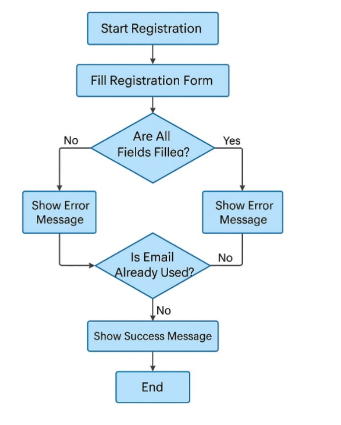 Start Registration
Fill Registration Form
Are All
Fields Filled?
No
Yes
Show Error
Message
Show Error
Message
Is Email
Already Used?
No
No
Show Success Message
End